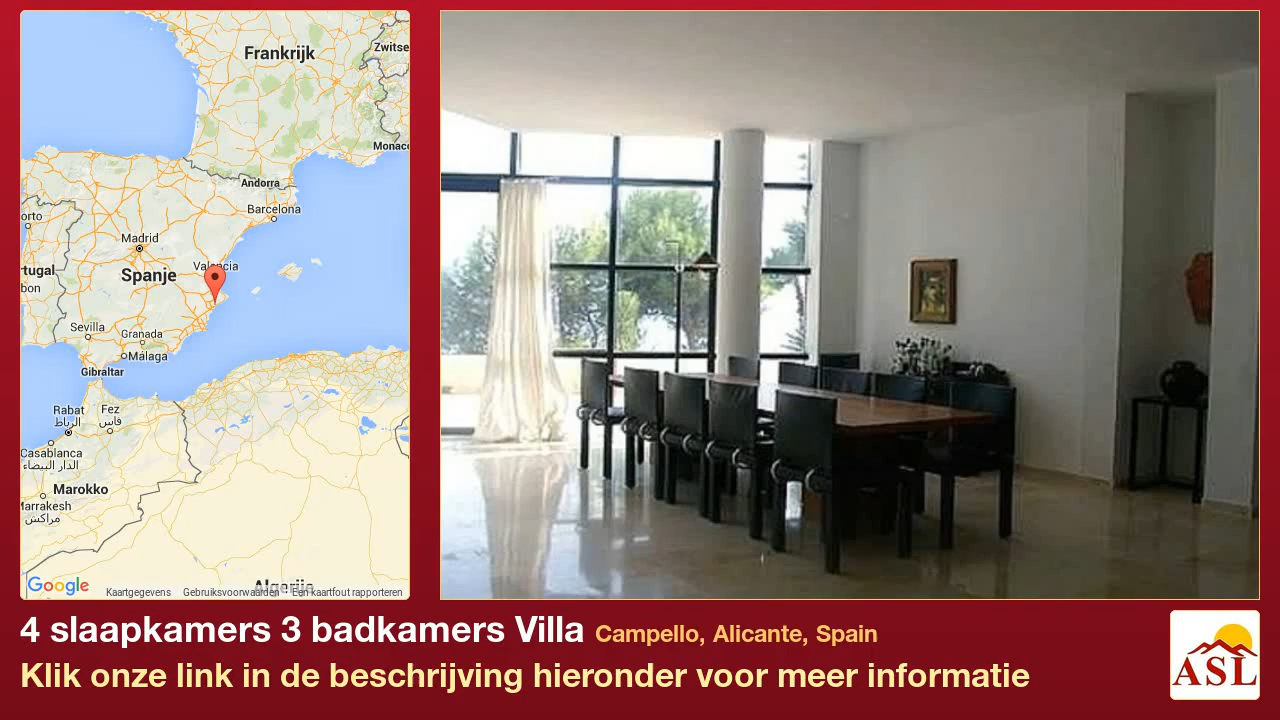 Frankrijk
Zwitse
Monaco
Andorra
Barcelona
orto
Madrid
Spanje
Valencia
rtugal
bon
Sevilla
Granada
Málaga
Gibraltar
Rabat
الرباط
Fez
فاس
Casablanca
الدار البيضاء
Marokko
Marrakesh
مراكش
Algerije
Google
Kaartgegevens Gebruiksvoorwaarden Een kaartfout rapporteren
4 slaapkamers 3 badkamers Villa Campello, Alicante, Spain
Klik onze link in de beschrijving hieronder voor meer informatie
ASL